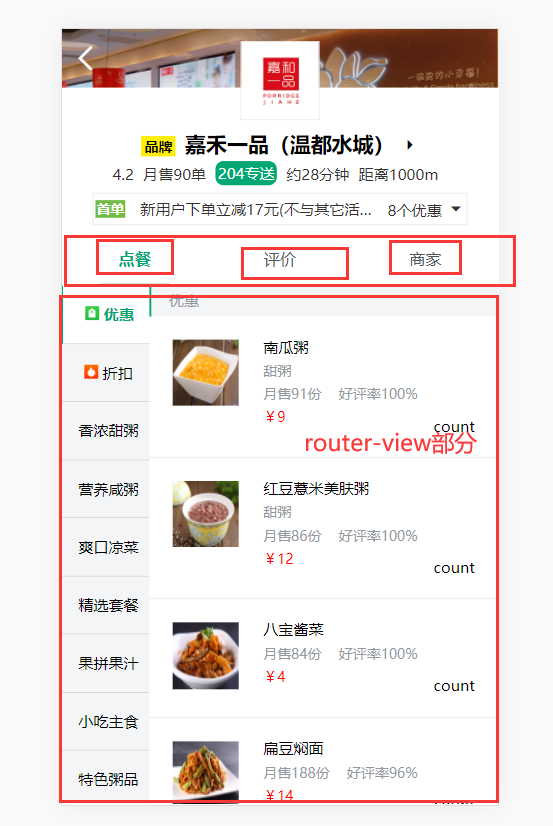 一碗粥的小幸福!
嘉和
一品
PORRIDGE
JIAHE
品牌 嘉禾一品（温都水城）
4.2 月售90单 204专送 约28分钟 距离1000m
首单 新用户下单立减17元(不与其它活... 8个优惠
点餐 评价 商家
优惠
优惠
折扣
香浓甜粥
营养咸粥
爽口凉菜
精选套餐
果拼果汁
小吃主食
特色粥品
南瓜粥
甜粥
月售91份 好评率100%
￥9
count
router-view部分
红豆薏米美肤粥
甜粥
月售86份 好评率100%
￥12
count
八宝酱菜
月售84份 好评率100%
￥4
count
扁豆焖面
月售188份 好评率96%
￥14